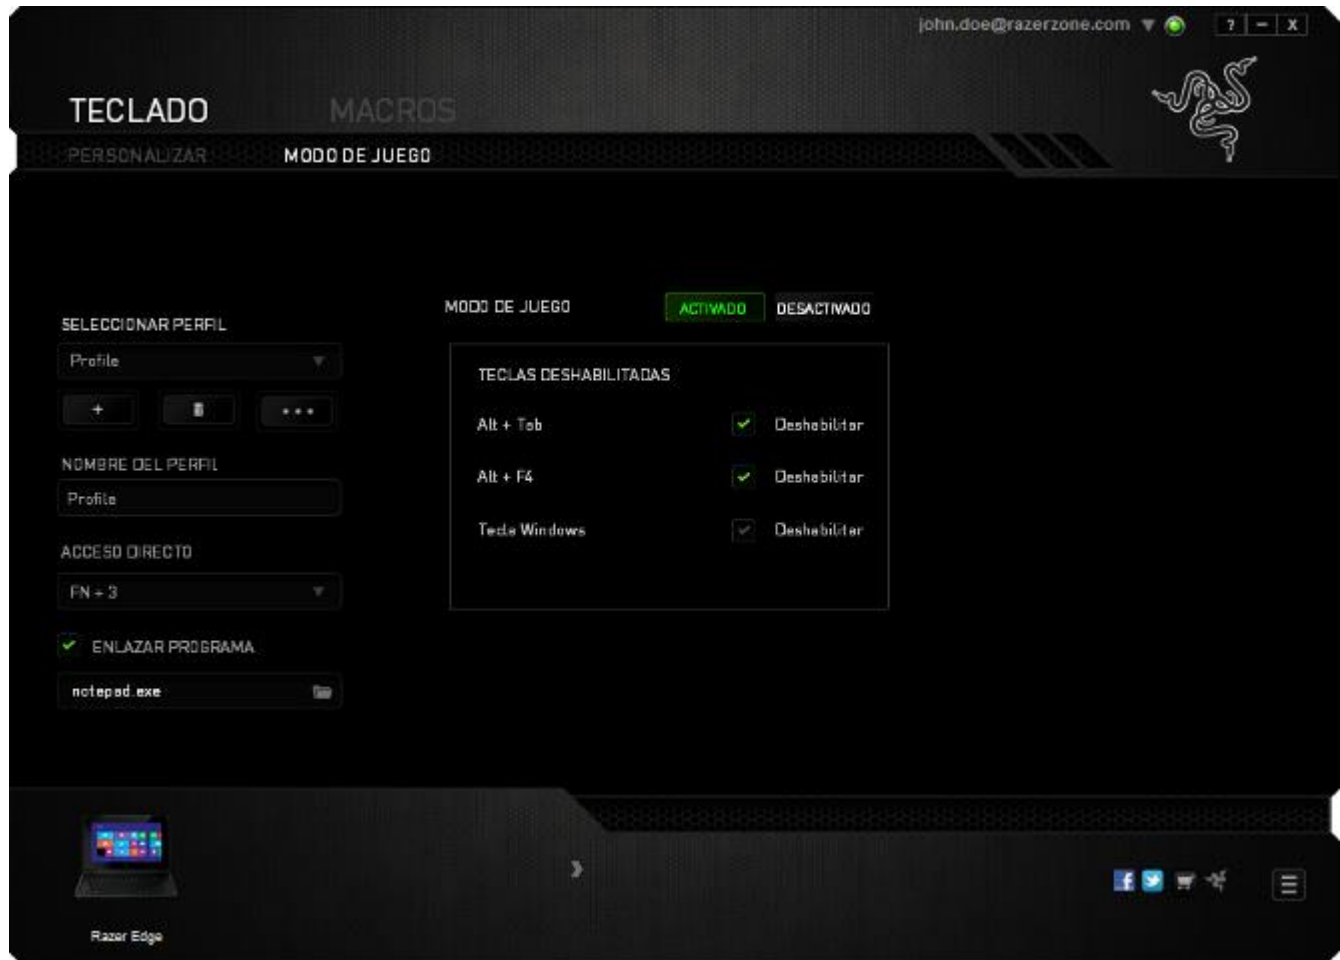 john.doe@razerzone.com
? – X
TECLADO MACROS
PERSONALIZAR MODO DE JUEGO
MODO DE JUEGO ACTIVADO DESACTIVADO
SELECCIONAR PERFIL
Profile
+
NOMBRE DEL PERFIL
Profile
ACCESO DIRECTO
FN + 3
ENLAZAR PROGRAMA
notepad.exe
TECLAS DESHABILITADAS
Alt + Tab Deshabilitar
Alt + F4 Deshabilitar
Tecla Windows Deshabilitar
Razer Edge